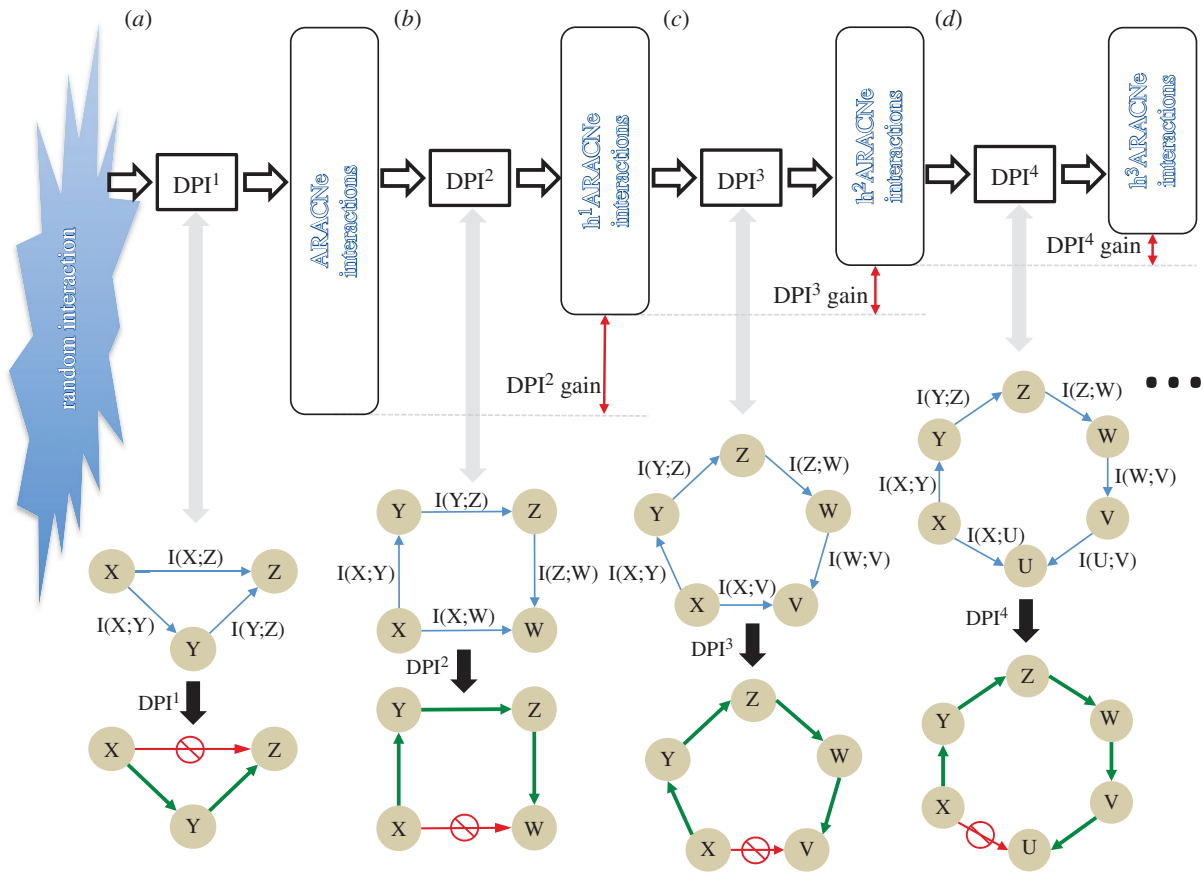 (a)
(b)
(c)
(d)
random interaction
DPI¹
ARACNe
interactions
DPI²
h¹ARACNe
interactions
DPI³
h²ARACNe
interactions
DPI⁴
h³ARACNe
interactions
DPI² gain
DPI³ gain
DPI⁴ gain
X
I(X;Z)
Z
I(X;Y)
I(Y;Z)
Y
DPI¹
X
Z
Y
Y
I(Y;Z)
Z
I(X;Y)
I(Z;W)
X
I(X;W)
W
DPI²
Y
Z
X
W
Z
I(Y;Z)
I(Z;W)
Y
W
I(X;Y)
I(W;V)
X
I(X;V)
V
DPI³
Z
Y
W
X
V
Z
I(Y;Z)
I(Z;W)
Y
W
I(X;Y)
I(W;V)
X
I(X;U)
V
U
I(U;V)
DPI⁴
Z
Y
W
X
V
U